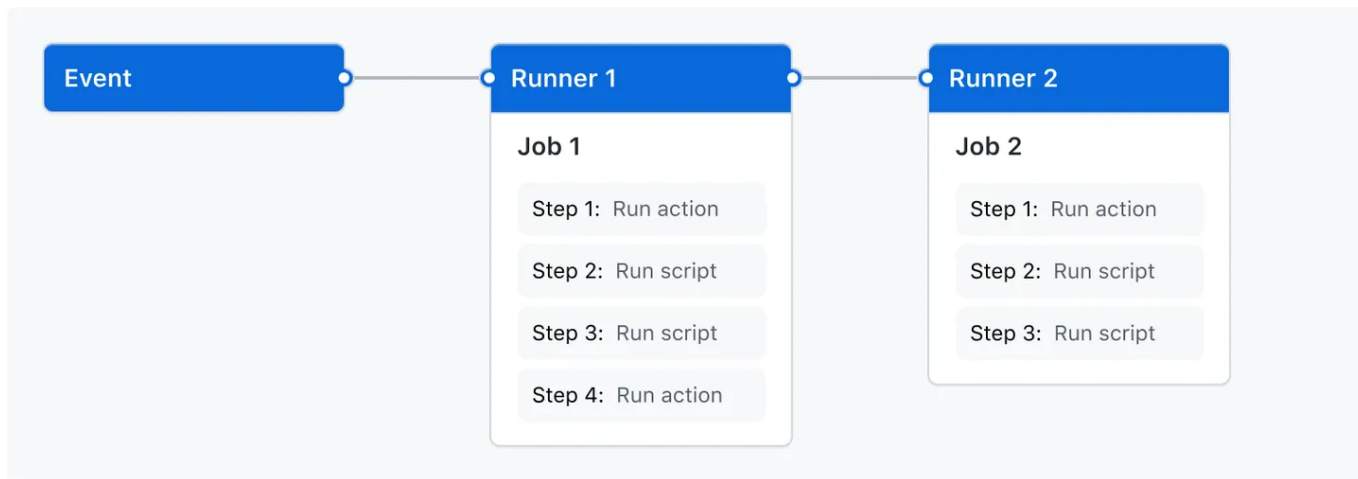 Event
Runner 1
Job 1
Step 1: Run action
Step 2: Run script
Step 3: Run script
Step 4: Run action
Runner 2
Job 2
Step 1: Run action
Step 2: Run script
Step 3: Run script